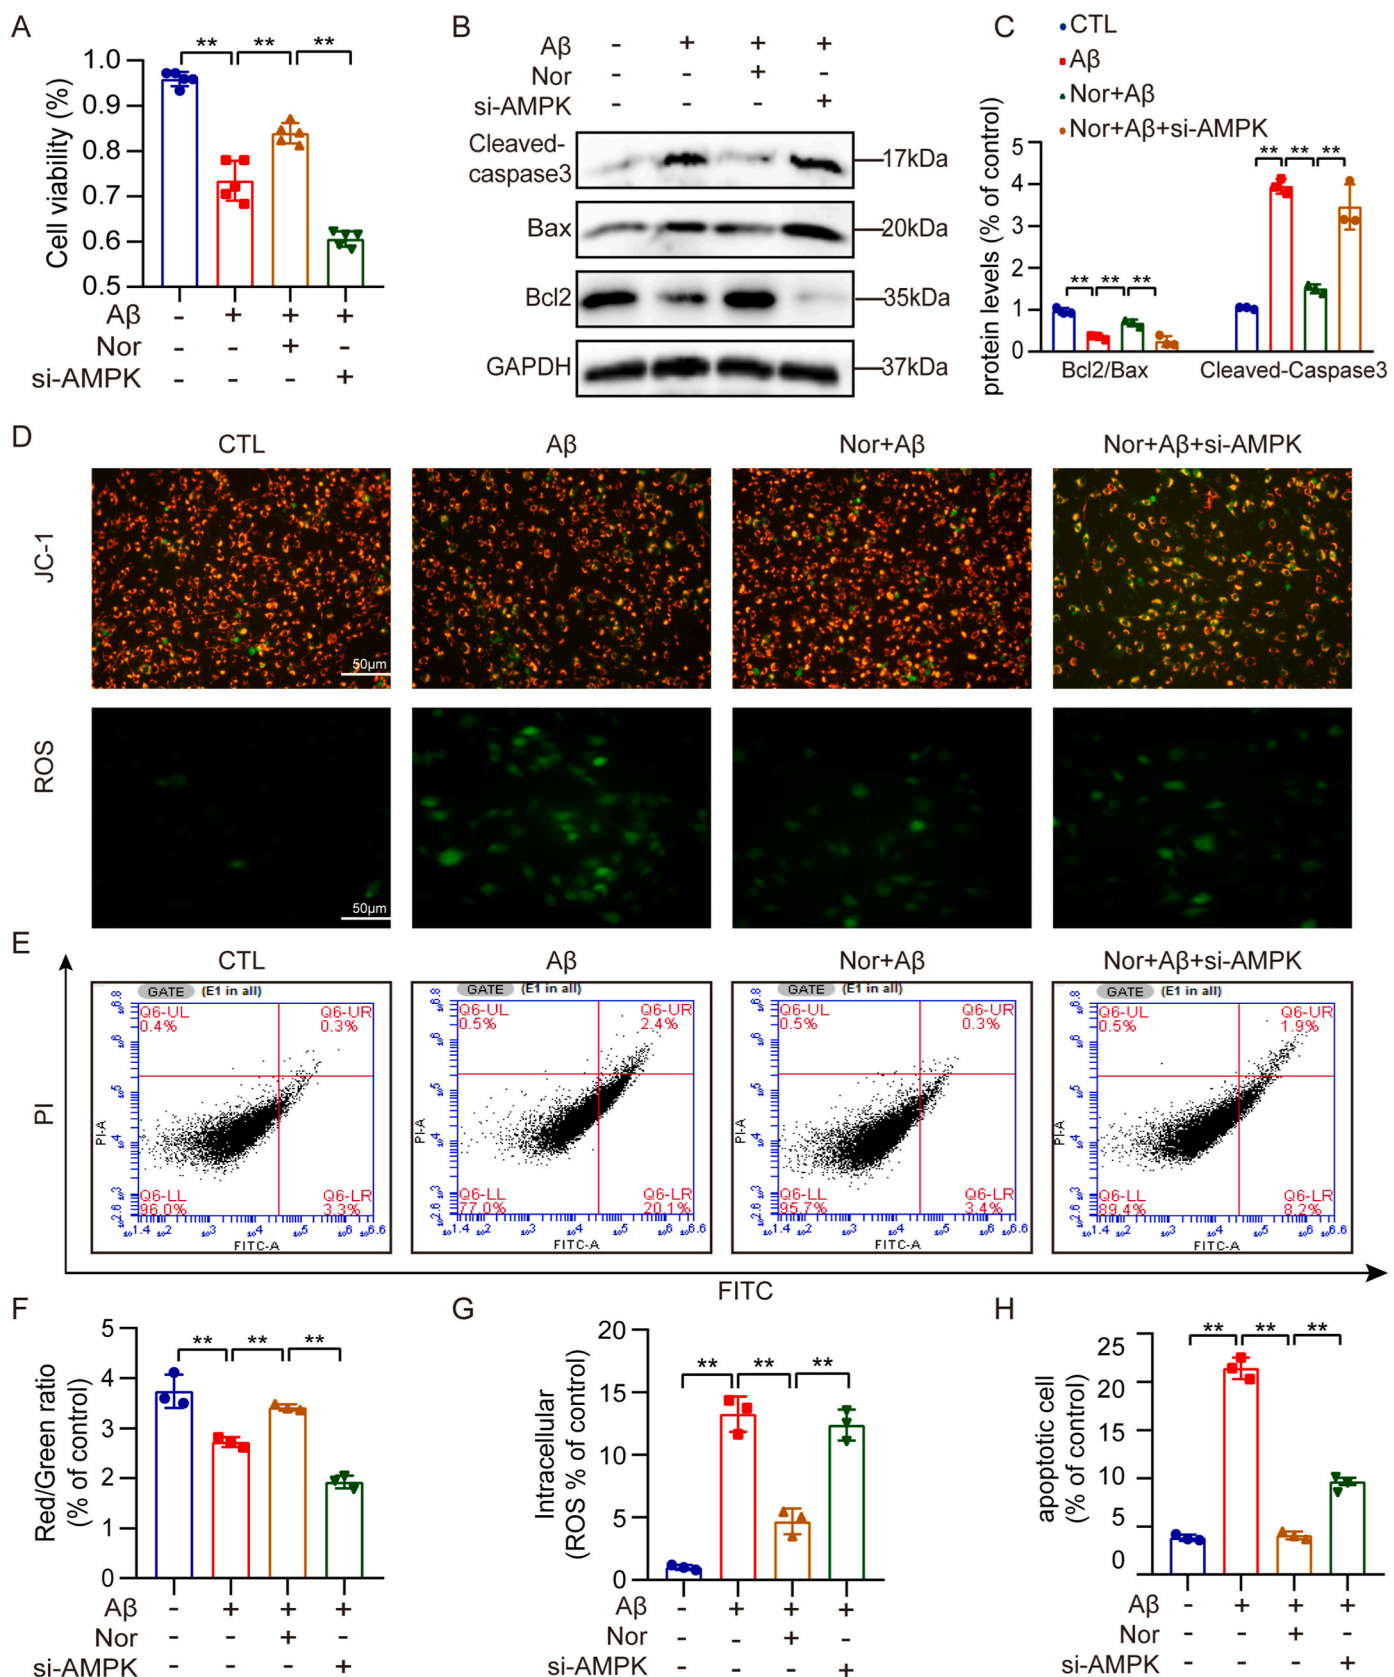 A
** ** **
Cell viability (%)
1.0
0.9
0.8
0.7
0.6
0.5
Aβ - + + +
Nor - - + -
si-AMPK - - - +
B
Aβ - + + +
Nor - - + -
si-AMPK - - - +
Cleaved-
caspase3
17kDa
Bax
20kDa
Bcl2
35kDa
GAPDH
37kDa
C
CTL
Aβ
Nor+Aβ
Nor+Aβ+si-AMPK
protein levels (% of control)
5
4
3
2
1
0
** ** **
** ** **
Bcl2/Bax
Cleaved-Caspase3
D
CTL
Aβ
Nor+Aβ
Nor+Aβ+si-AMPK
JC-1
50μm
ROS
50μm
E
CTL
Aβ
Nor+Aβ
Nor+Aβ+si-AMPK
PI
GATE (E1 in all)
Q6-UL
0.4%
Q6-UR
0.3%
Q6-LL
96.0%
Q6-LR
3.3%
PI-A
FITC-A
GATE (E1 in all)
Q6-UL
0.5%
Q6-UR
2.4%
Q6-LL
77.0%
Q6-LR
20.1%
PI-A
FITC-A
GATE (E1 in all)
Q6-UL
0.5%
Q6-UR
0.3%
Q6-LL
95.7%
Q6-LR
3.4%
PI-A
FITC-A
GATE (E1 in all)
Q6-UL
0.5%
Q6-UR
1.9%
Q6-LL
89.4%
Q6-LR
8.2%
PI-A
FITC-A
FITC
F
** ** **
Red/Green ratio
(% of control)
5
4
3
2
1
0
Aβ - + + +
Nor - - + -
si-AMPK - - - +
G
** ** **
Intracellular
(ROS % of control)
20
15
10
5
0
Aβ - + + +
Nor - - + -
si-AMPK - - - +
H
** ** **
apoptotic cell
(% of control)
25
20
15
10
5
0
Aβ - + + +
Nor - - + -
si-AMPK - - - +